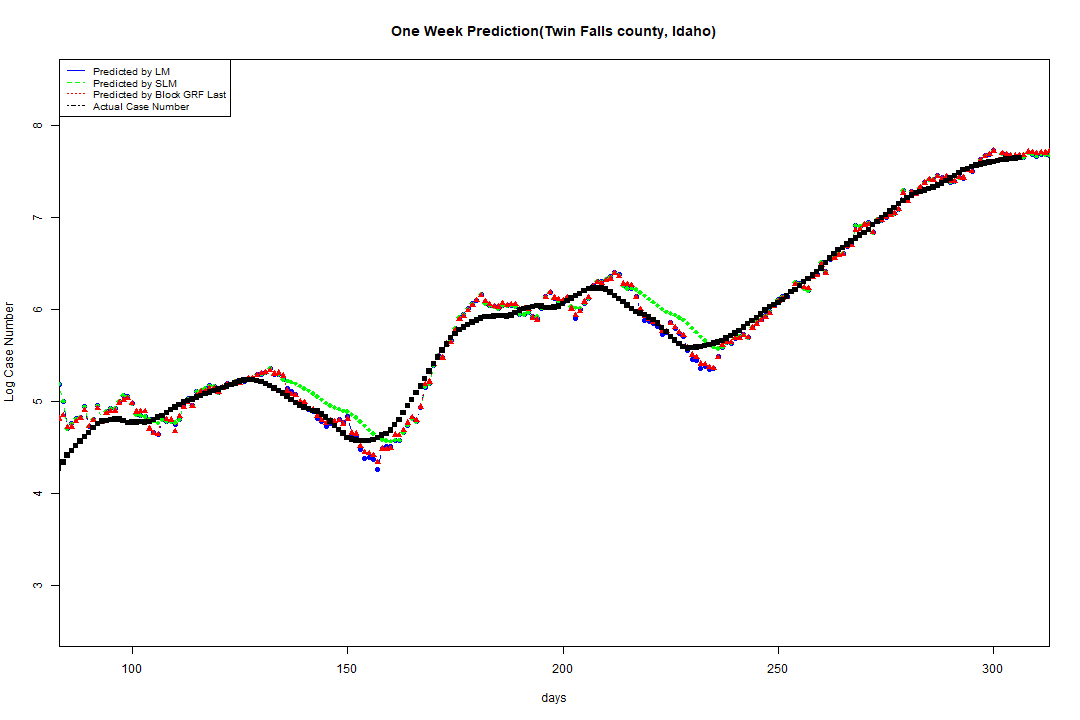 One Week Prediction(Twin Falls county, Idaho)
Predicted by LM
Predicted by SLM
Predicted by Block GRF Last
Actual Case Number
8
7
6
5
4
3
Log Case Number
100 150 200 250 300
days